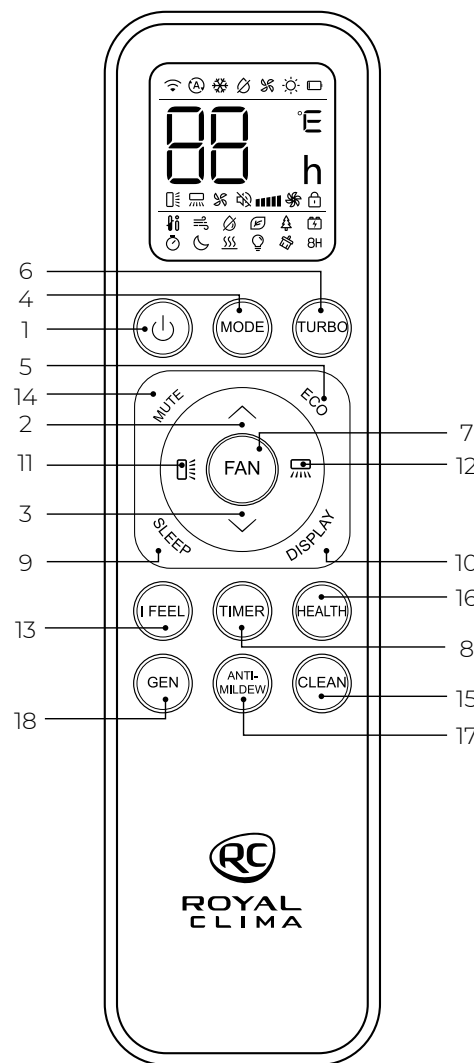 88 °E
h
8H
6
4
1
MODE
TURBO
5
14
MUTE
ECO
2
7
11
FAN
12
3
SLEEP
DISPLAY
9
10
16
I FEEL
TIMER
HEALTH
13
8
GEN
ANTI-
MILDEW
CLEAN
15
18
17
RC
ROYAL
CLIMA